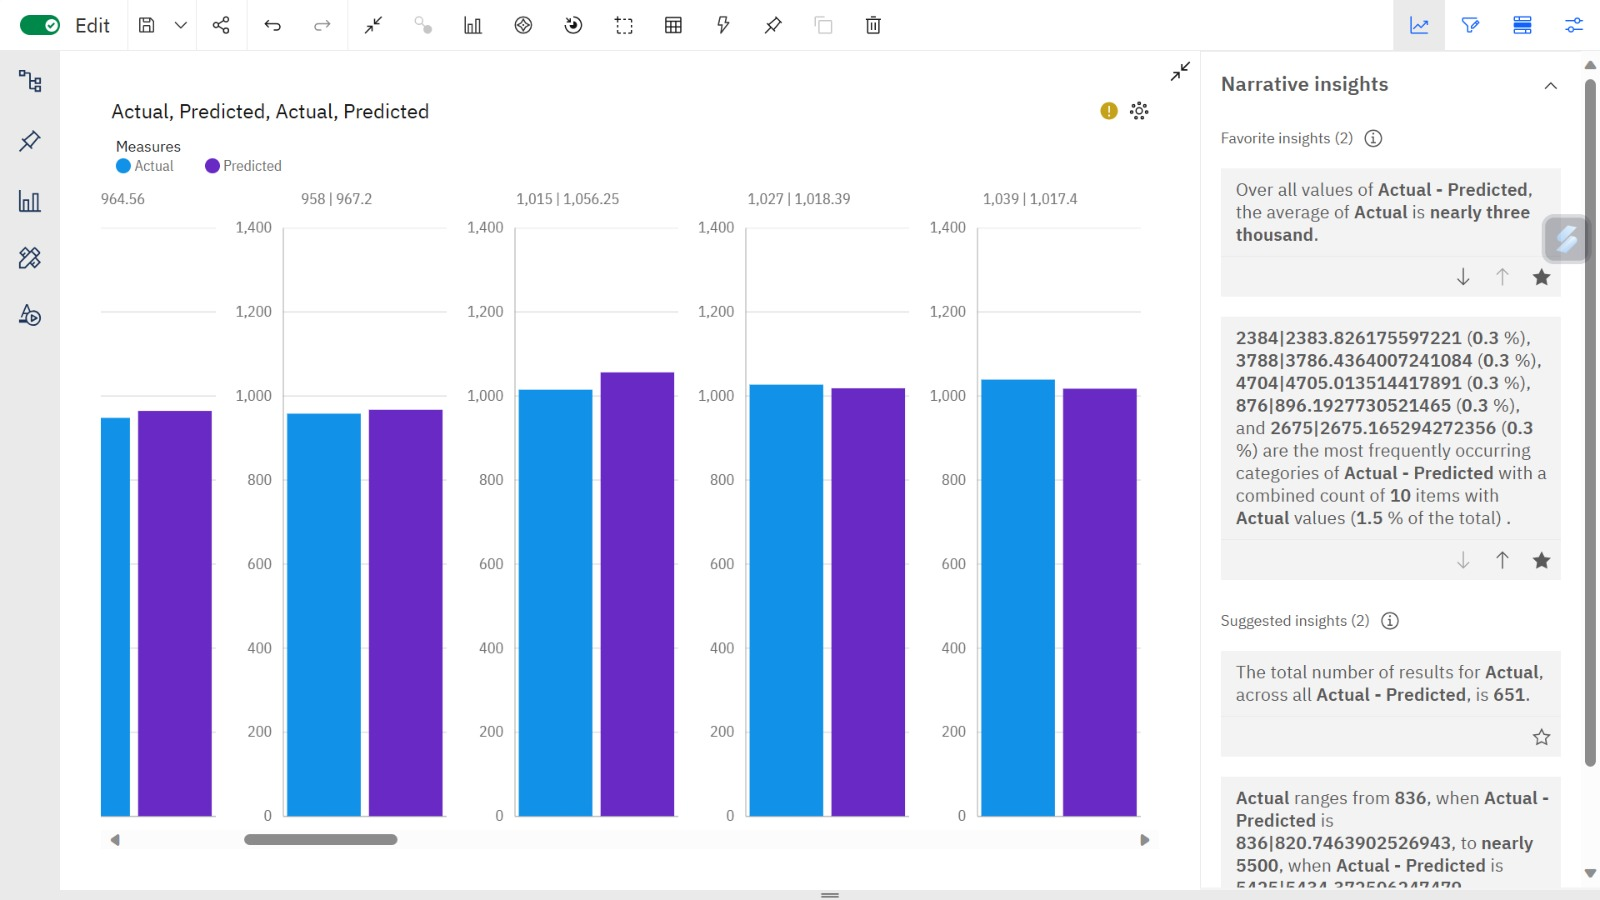 Edit
Actual, Predicted, Actual, Predicted
Measures
Actual
Predicted
964.56
958 | 967.2
1,015 | 1,056.25
1,027 | 1,018.39
1,039 | 1,017.4
1,400
1,400
1,400
1,400
1,200
1,200
1,200
1,200
1,000
1,000
1,000
1,000
800
800
800
800
600
600
600
600
400
400
400
400
200
200
200
200
0
0
0
0
Narrative insights
Favorite insights (2)
Over all values of Actual - Predicted,
the average of Actual is nearly three
thousand.
2384|2383.826175597221 (0.3 %),
3788|3786.4364007241084 (0.3 %),
4704|4705.013514417891 (0.3 %),
876|896.1927730521465 (0.3 %),
and 2675|2675.165294272356 (0.3
%) are the most frequently occurring
categories of Actual - Predicted with a
combined count of 10 items with
Actual values (1.5 % of the total) .
Suggested insights (2)
The total number of results for Actual,
across all Actual - Predicted, is 651.
Actual ranges from 836, when Actual -
Predicted is
836|820.7463902526943, to nearly
5500, when Actual - Predicted is